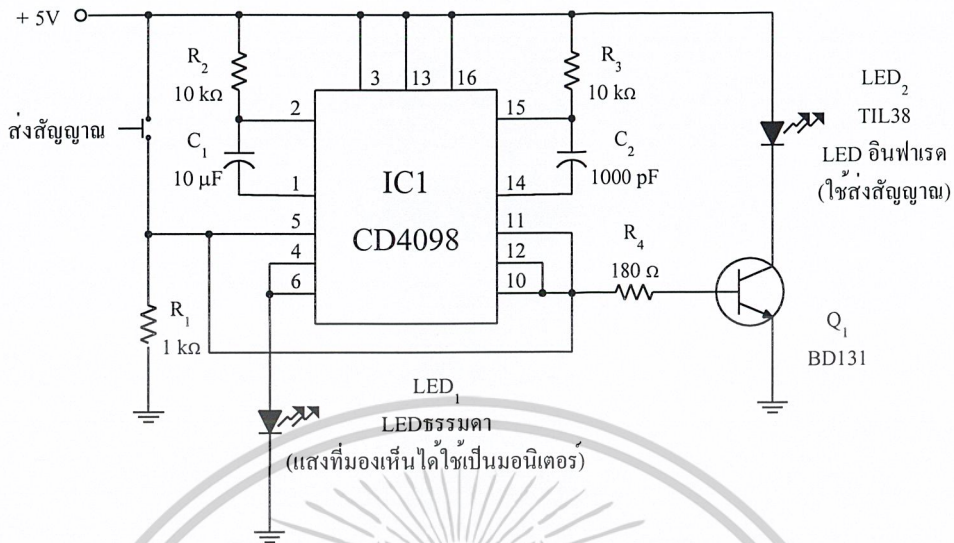 + 5V
R2
10 kΩ
3
13
16
R3
10 kΩ
LED2
TIL38
LED อินฟาเรด
(ใช้ส่งสัญญาณ)
2
15
ส่งสัญญาณ
C1
10 μF
C2
1000 pF
IC1
CD4098
1
14
5
11
4
12
6
10
R4
180 Ω
R1
1 kΩ
Q1
BD131
LED1
LEDธรรมดา
(แสงที่มองเห็นได้ใช้เป็นมอนิเตอร์)